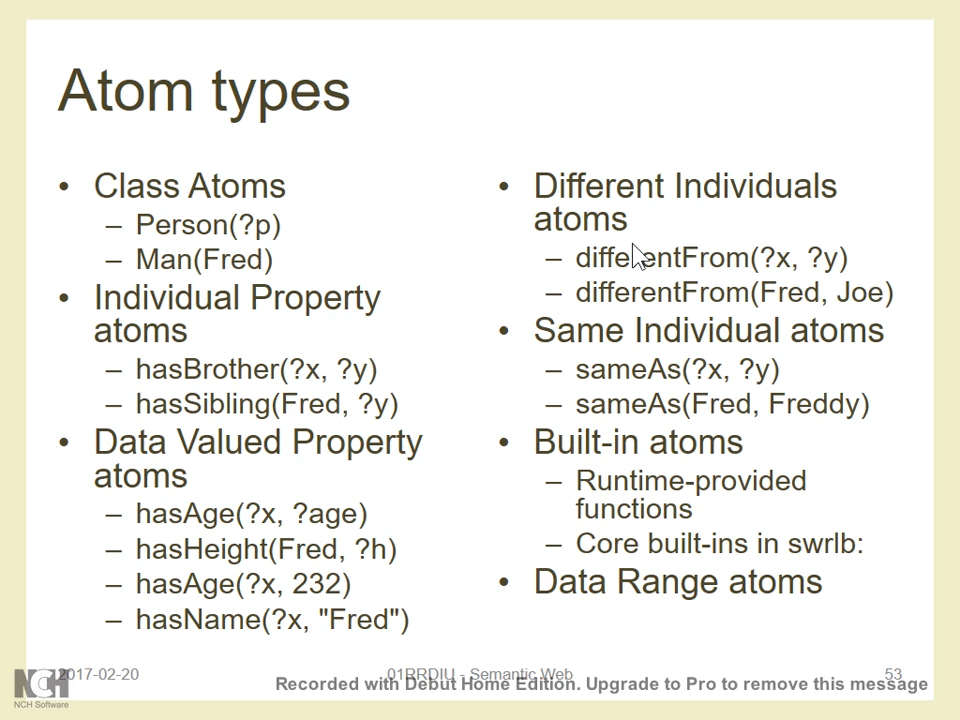 Atom types
• Class Atoms
– Person(?p)
– Man(Fred)
• Individual Property
atoms
– hasBrother(?x, ?y)
– hasSibling(Fred, ?y)
• Data Valued Property
atoms
– hasAge(?x, ?age)
– hasHeight(Fred, ?h)
– hasAge(?x, 232)
– hasName(?x, "Fred")
• Different Individuals
atoms
– differentFrom(?x, ?y)
– differentFrom(Fred, Joe)
• Same Individual atoms
– sameAs(?x, ?y)
– sameAs(Fred, Freddy)
• Built-in atoms
– Runtime-provided
functions
– Core built-ins in swrlb:
• Data Range atoms
2017-02-20
01RRDIU - Semantic Web
53
Recorded with Debut Home Edition. Upgrade to Pro to remove this message
NCH
NCH Software